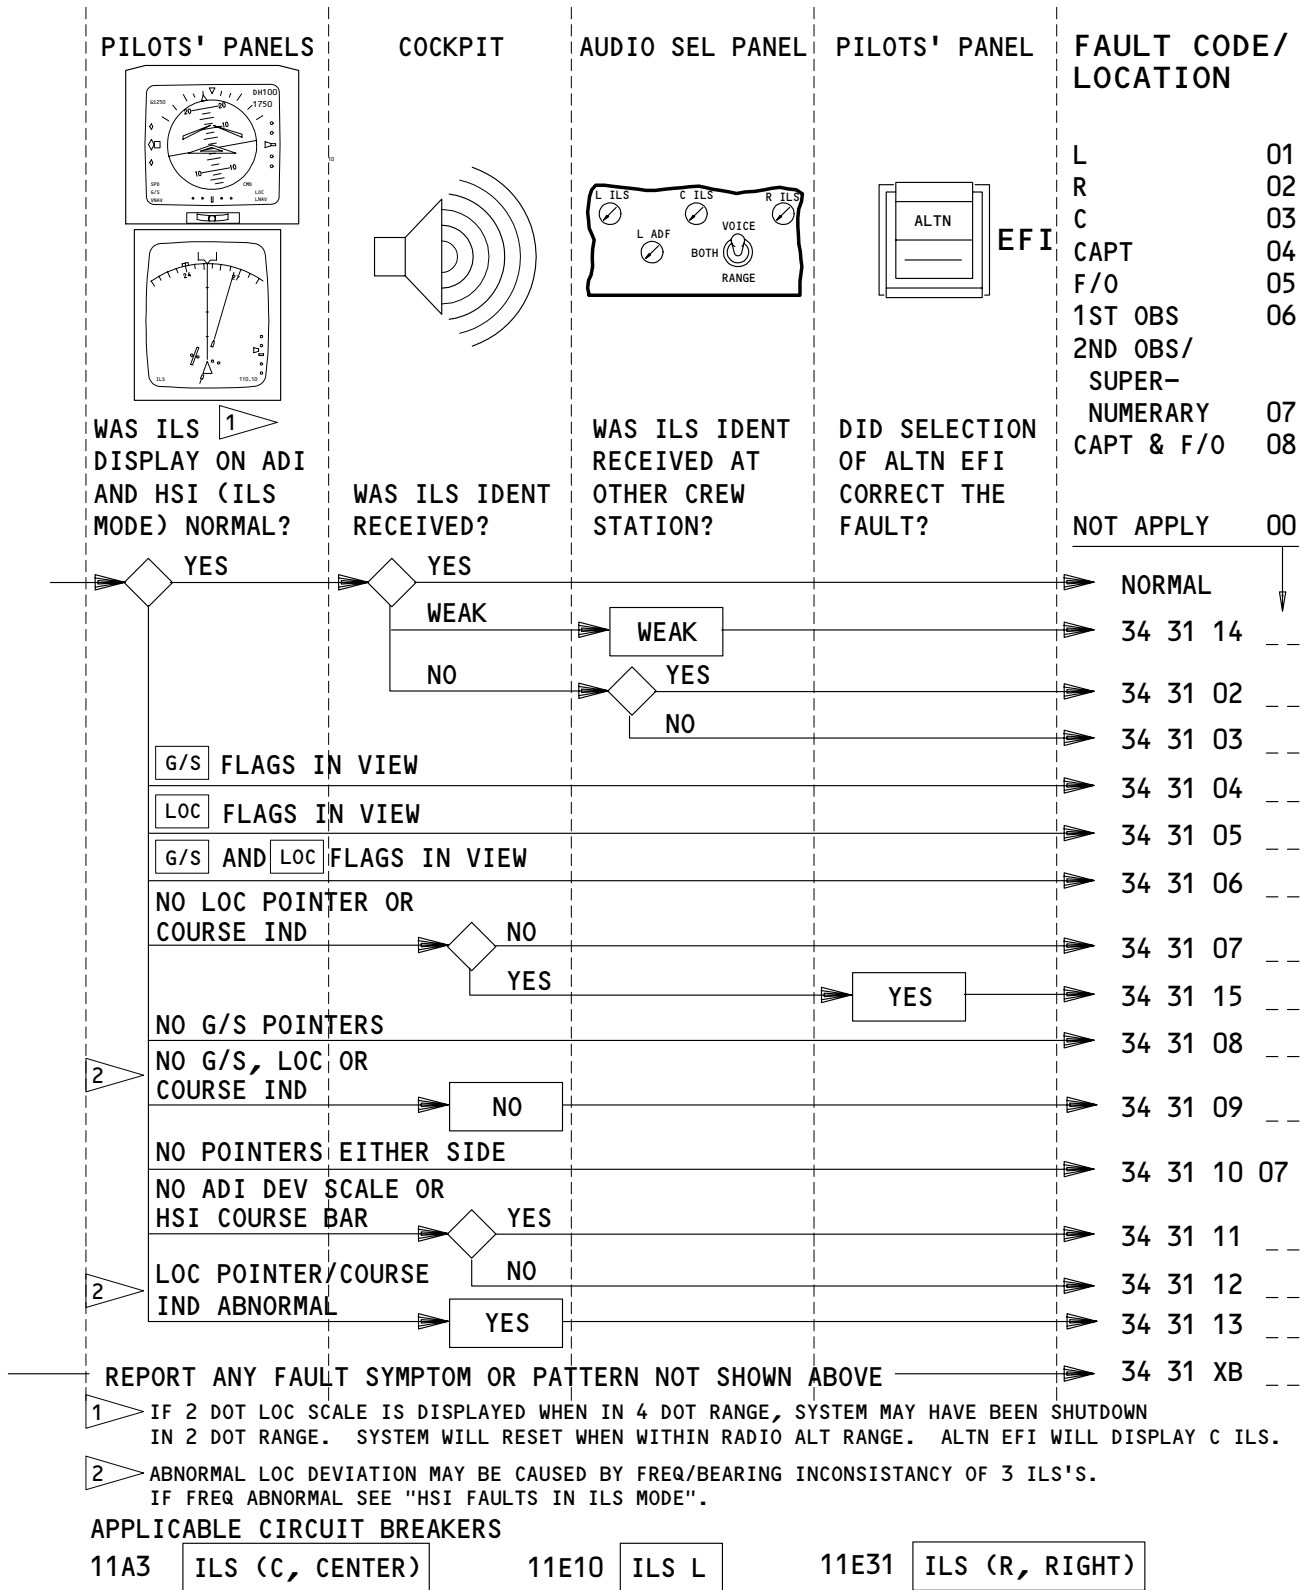 PILOTS' PANELS
COCKPIT
AUDIO SEL PANEL
PILOTS' PANEL
FAULT CODE/
LOCATION
GS250
DH100
1750
20
20
10
10
10
SPD
G/S
VNAV
CMD
LOC
LNAV
24
27
ILS
110.10
L ILS
C ILS
R ILS
L ADF
VOICE
BOTH
RANGE
ALTN
EFI
L 01
R 02
C 03
CAPT 04
F/O 05
1ST OBS 06
2ND OBS/
SUPER-
NUMERARY 07
CAPT & F/O 08
NOT APPLY 00
WAS ILS 1
DISPLAY ON ADI
AND HSI (ILS
MODE) NORMAL?
WAS ILS IDENT
RECEIVED?
WAS ILS IDENT
RECEIVED AT
OTHER CREW
STATION?
DID SELECTION
OF ALTN EFI
CORRECT THE
FAULT?
YES
YES
NORMAL
WEAK
WEAK
34 31 14 _ _
NO
YES
34 31 02 _ _
NO
34 31 03 _ _
G/S FLAGS IN VIEW
34 31 04 _ _
LOC FLAGS IN VIEW
34 31 05 _ _
G/S AND LOC FLAGS IN VIEW
34 31 06 _ _
NO LOC POINTER OR
COURSE IND
NO
34 31 07 _ _
YES
YES
34 31 15 _ _
NO G/S POINTERS
34 31 08 _ _
2
NO G/S, LOC OR
COURSE IND
NO
34 31 09 _ _
NO POINTERS EITHER SIDE
34 31 10 07
NO ADI DEV SCALE OR
HSI COURSE BAR
YES
34 31 11 _ _
NO
34 31 12 _ _
2
LOC POINTER/COURSE
IND ABNORMAL
YES
34 31 13 _ _
REPORT ANY FAULT SYMPTOM OR PATTERN NOT SHOWN ABOVE
34 31 XB _ _
1 IF 2 DOT LOC SCALE IS DISPLAYED WHEN IN 4 DOT RANGE, SYSTEM MAY HAVE BEEN SHUTDOWN
IN 2 DOT RANGE. SYSTEM WILL RESET WHEN WITHIN RADIO ALT RANGE. ALTN EFI WILL DISPLAY C ILS.
2 ABNORMAL LOC DEVIATION MAY BE CAUSED BY FREQ/BEARING INCONSISTANCY OF 3 ILS'S.
IF FREQ ABNORMAL SEE "HSI FAULTS IN ILS MODE".
APPLICABLE CIRCUIT BREAKERS
11A3 ILS (C, CENTER) 11E10 ILS L 11E31 ILS (R, RIGHT)